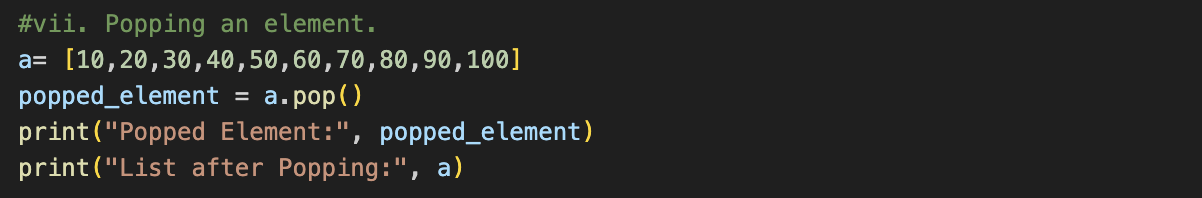 #vii. Popping an element.
a= [10,20,30,40,50,60,70,80,90,100]
popped_element = a.pop()
print("Popped Element:", popped_element)
print("List after Popping:", a)